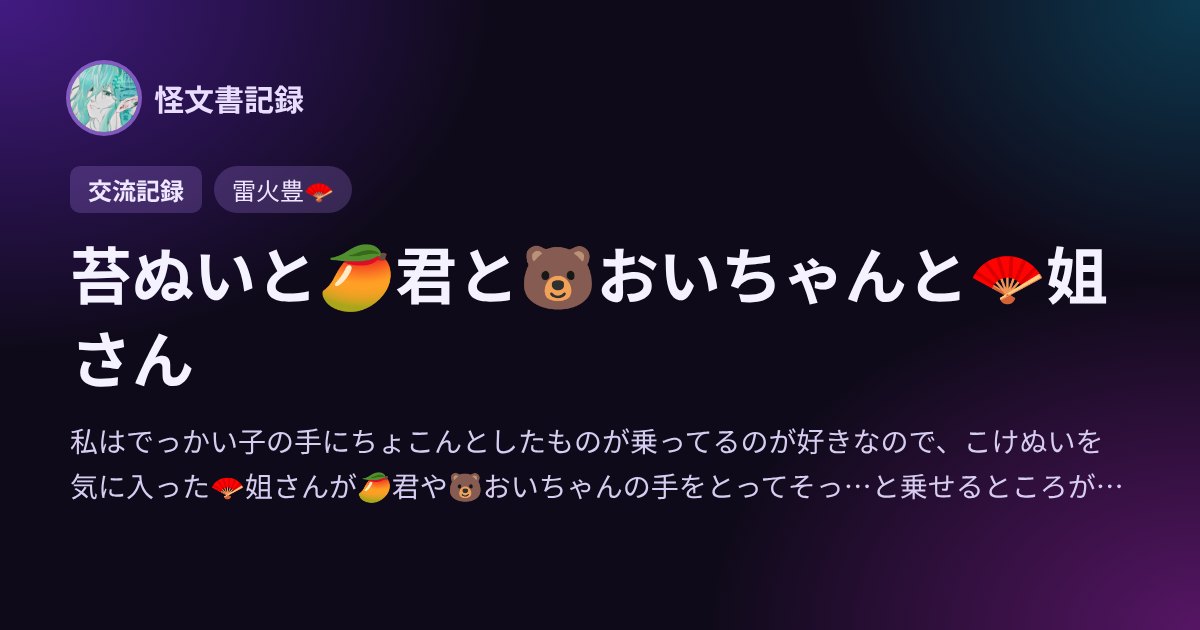 怪文書記録
交流記録 雷火豊🪭
苔ぬいと🥭君と🐻おいちゃんと🪭姐
さん
私はでっかい子の手にちょこんとしたものが乗ってるのが好きなので、こけぬいを
気に入った🪭姐さんが🥭君や🐻おいちゃんの手をとってそっ…と乗せるところが…